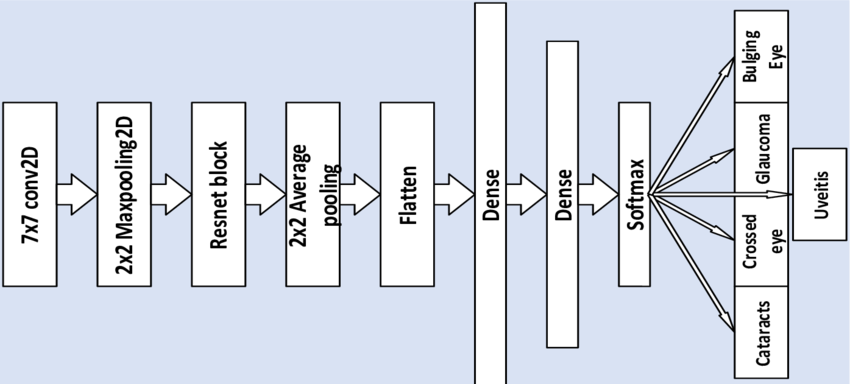 7x7 conv2D
2x2 Maxpooling2D
Resnet block
2x2 Average
pooling
Flatten
Dense
Dense
Softmax
Bulging
Eye
Glaucoma
Crossed
eye
Cataracts
Uveitis